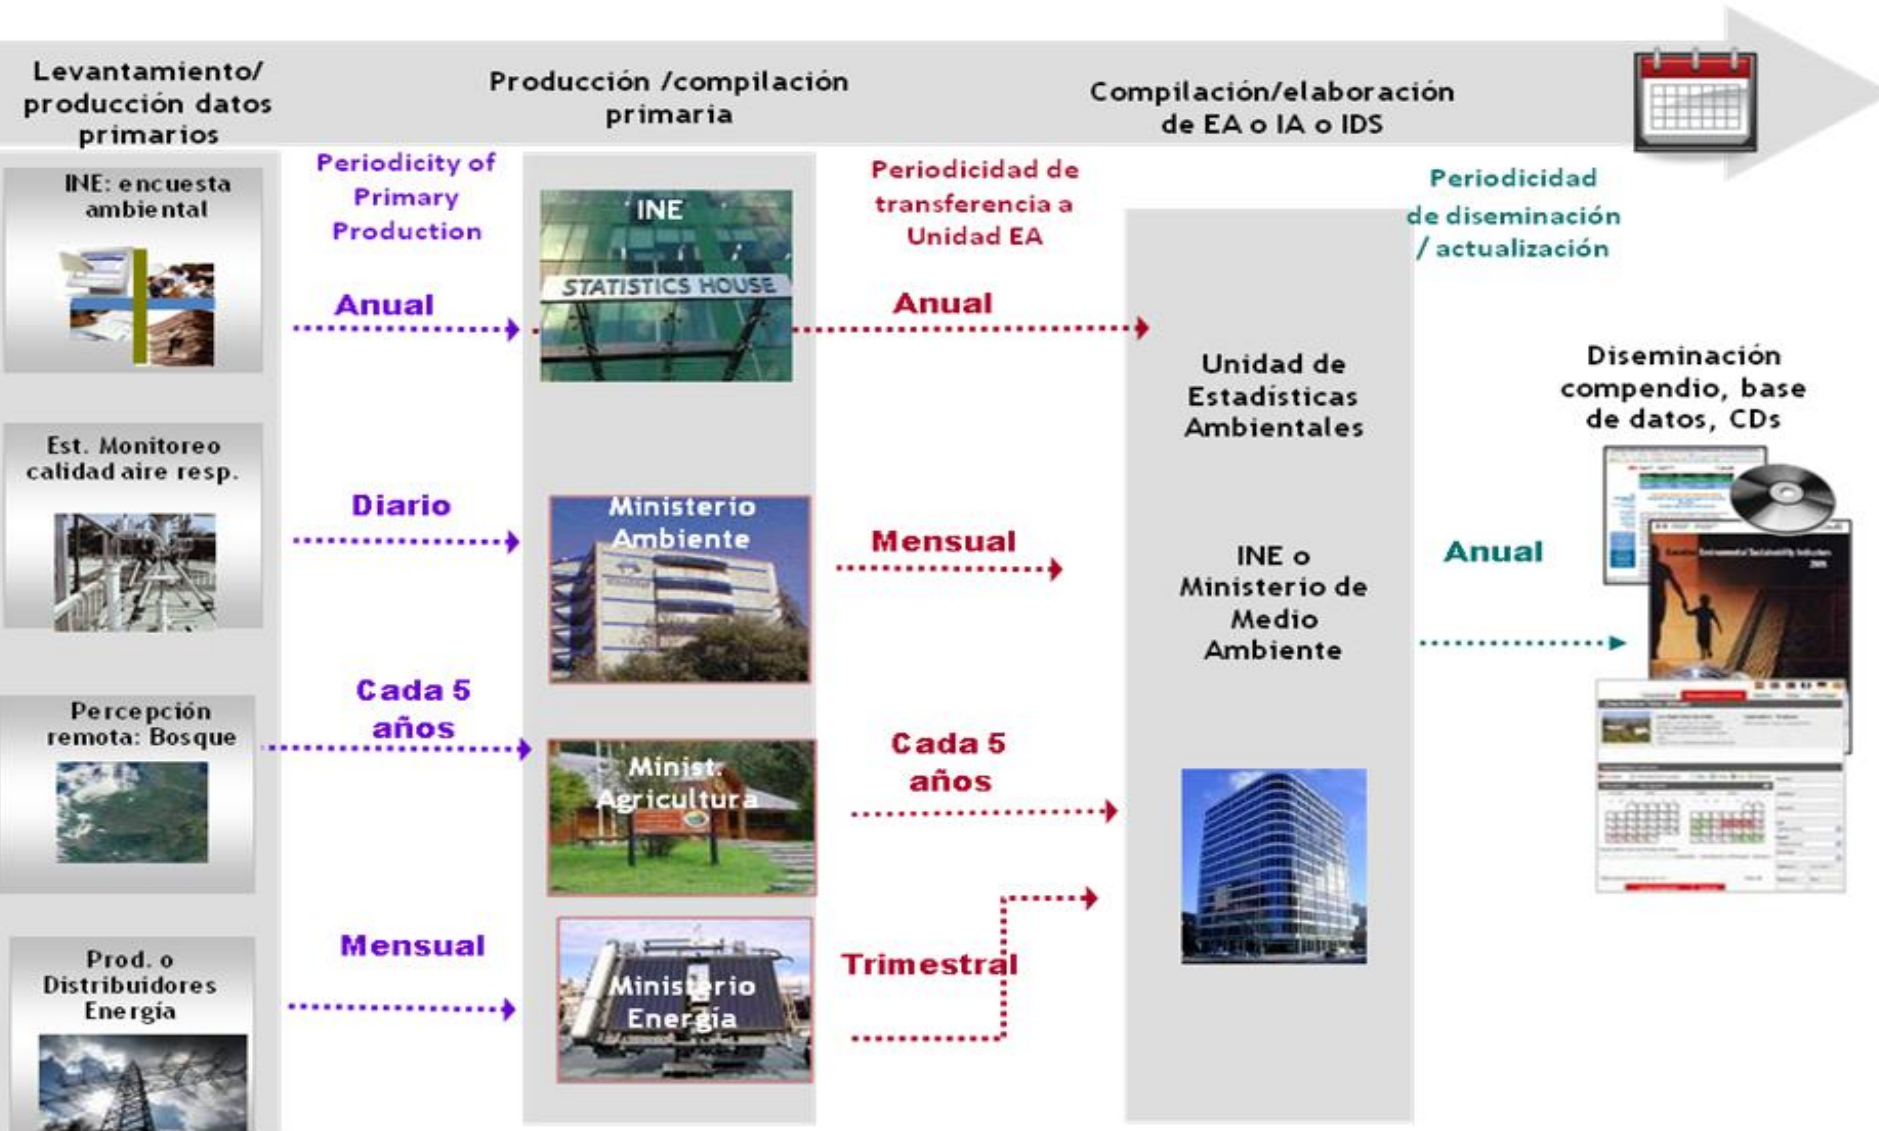 Levantamiento/
producción datos
primarios
Producción /compilación
primaria
Compilación/elaboración
de EA o IA o IDS
INE: encuesta
ambiental
Periodicity of
Primary
Production
Anual
INE
STATISTICS HOUSE
Periodicidad de
transferencia a
Unidad EA
Anual
Periodicidad
de diseminación
/ actualización
Est. Monitoreo
calidad aire resp.
Diario
Ministerio
Ambiente
Mensual
Percepción
remota: Bosque
Cada 5
años
Minist.
Agricultura
Cada 5
años
Prod. o
Distribuidores
Energía
Mensual
Ministerio
Energía
Trimestral
Unidad de
Estadísticas
Ambientales
INE o
Ministerio de
Medio
Ambiente
Anual
Diseminación
compendio, base
de datos, CDs
Environmental Sustainability Indicators